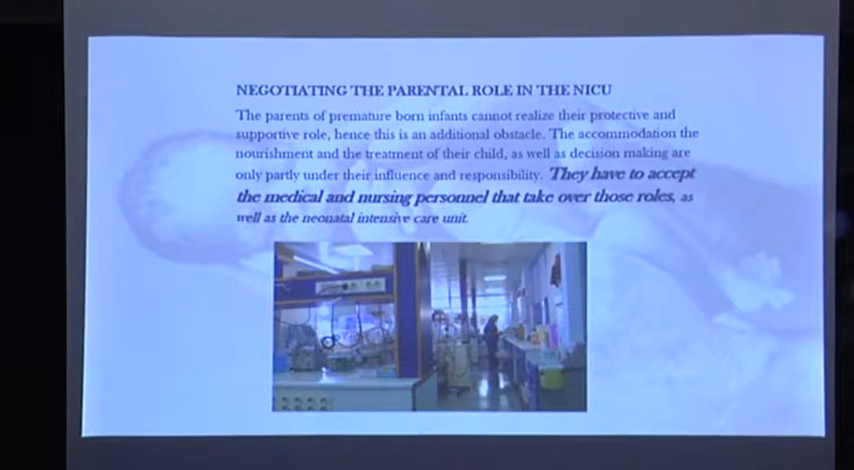 NEGOTIATING THE PARENTAL ROLE IN THE NICU
The parents of premature born infants cannot realize their protective and
supportive role, hence this is an additional obstacle. The accommodation the
nourishment and the treatment of their child, as well as decision making are
only partly under their influence and responsibility. They have to accept
the medical and nursing personnel that take over those roles, as
well as the neonatal intensive care unit.